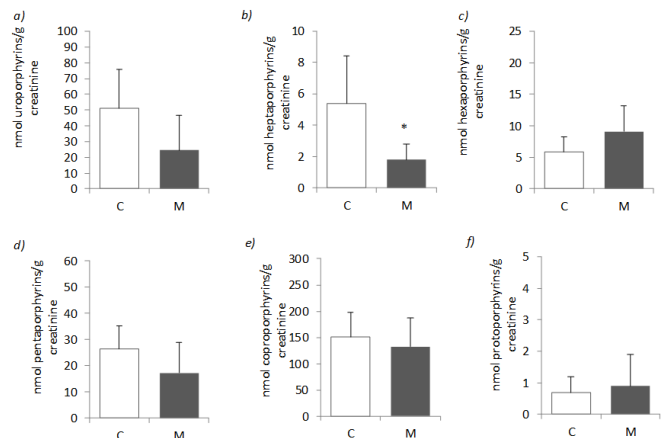 a)
nmol uroporphyrins/g
creatinine
100
90
80
70
60
50
40
30
20
10
0
C M
b)
nmol heptaporphyrins/g
creatinine
10
8
6
4
2
0
*
C M
c)
nmol hexaporphyrins/g
creatinine
25
20
15
10
5
0
C M
d)
nmol pentaporphyrins/g
creatinine
60
50
40
30
20
10
0
C M
e)
nmol coproporphyrins/g
creatinine
300
250
200
150
100
50
0
C M
f)
nmol protoporphyrins/g
creatinine
5
4
3
2
1
0
C M